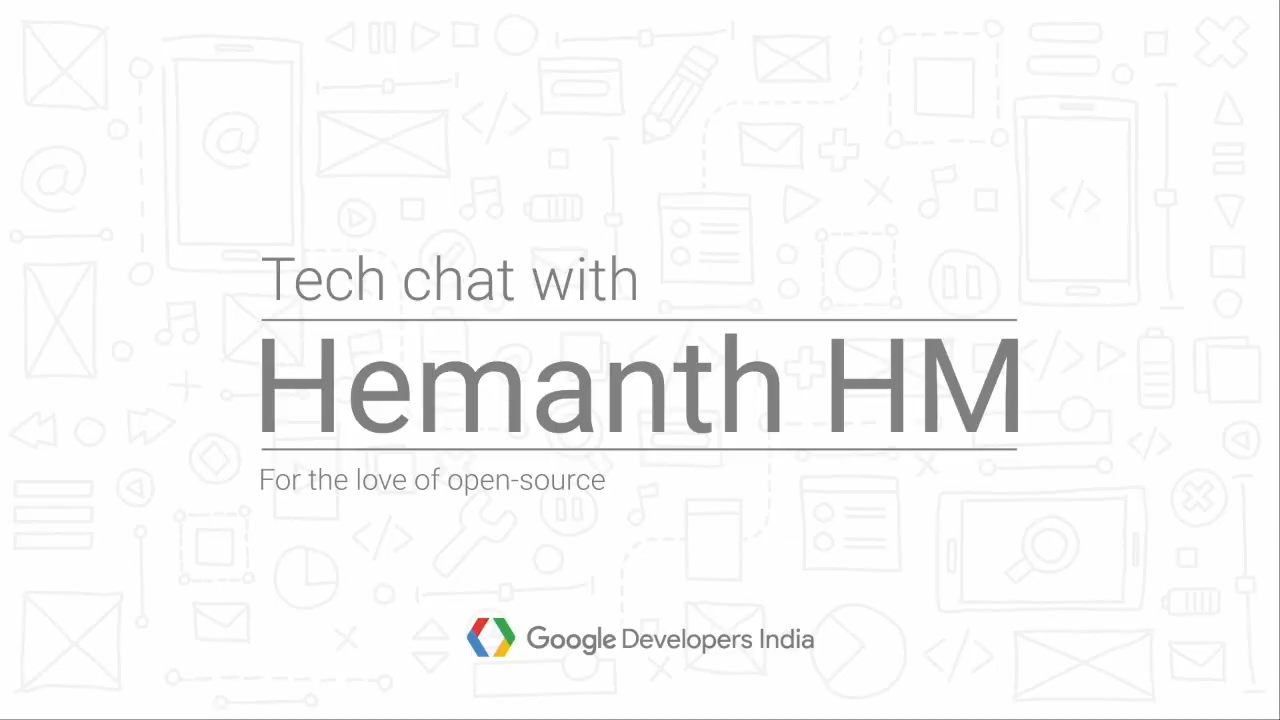 Tech chat with
Hemanth HM
For the love of open-source
Google Developers India